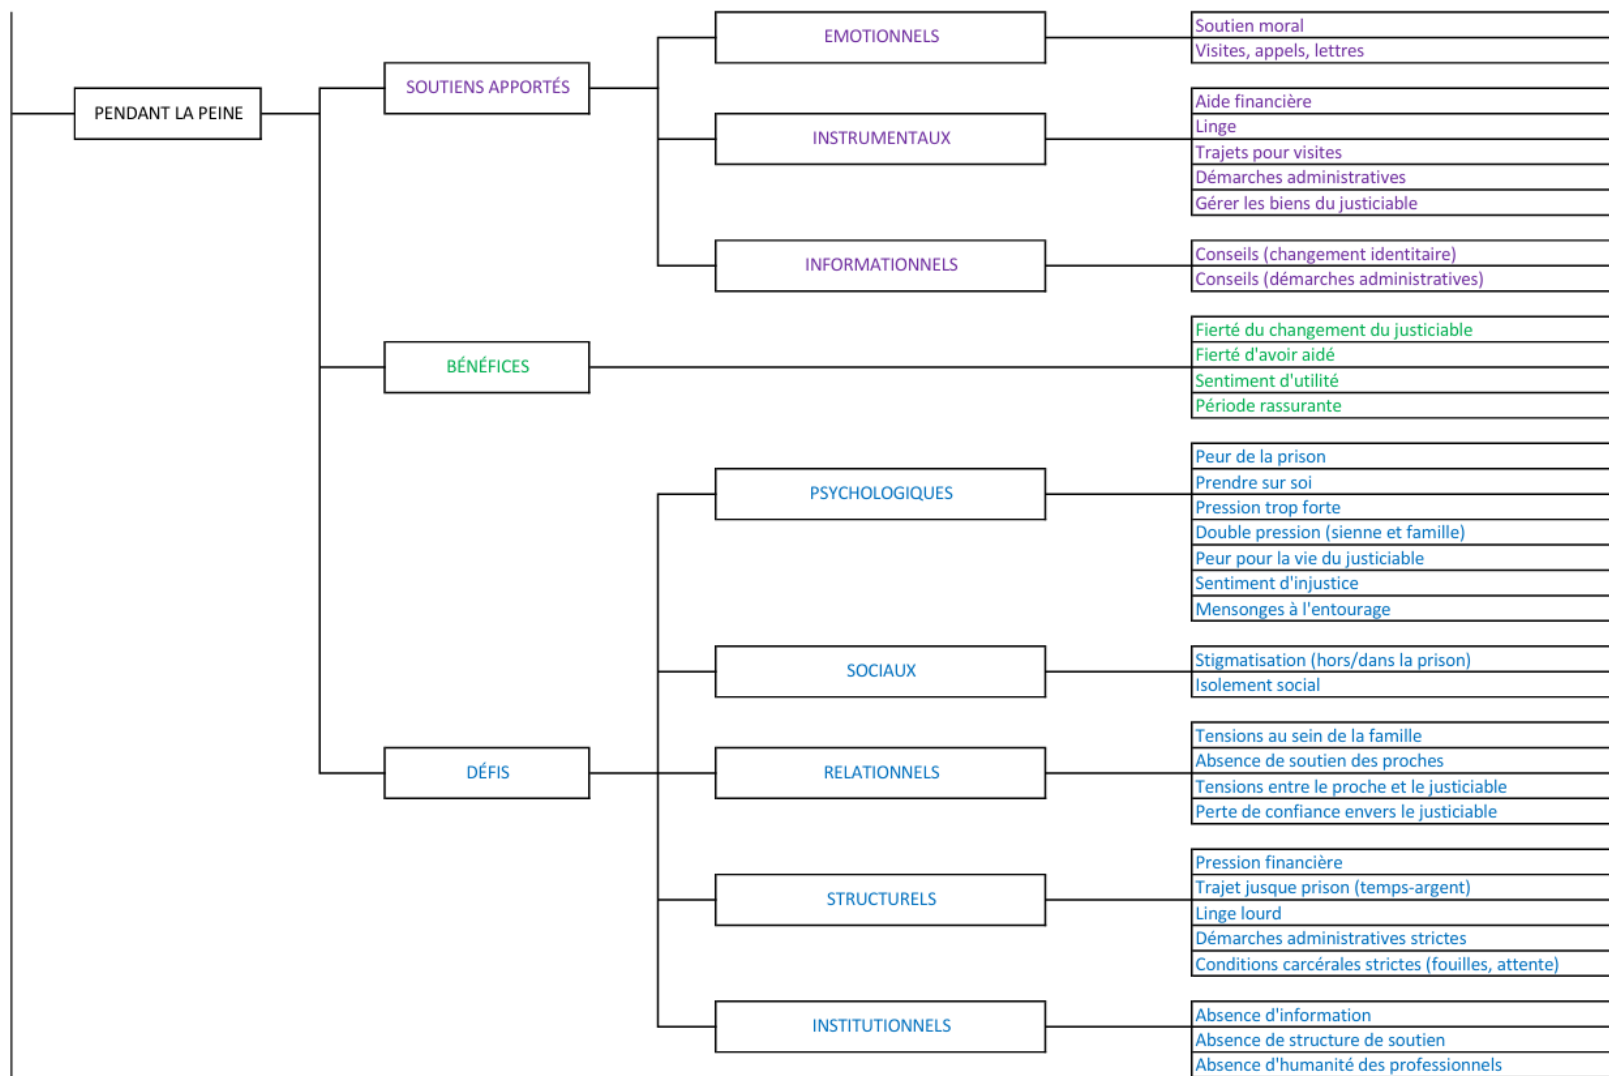 PENDANT LA PEINE
SOUTIENS APPORTÉS
EMOTIONNELS
Soutien moral
Visites, appels, lettres
INSTRUMENTAUX
Aide financière
Linge
Trajets pour visites
Démarches administratives
Gérer les biens du justiciable
INFORMATIONNELS
Conseils (changement identitaire)
Conseils (démarches administratives)
BÉNÉFICES
Fierté du changement du justiciable
Fierté d'avoir aidé
Sentiment d'utilité
Période rassurante
DÉFIS
PSYCHOLOGIQUES
Peur de la prison
Prendre sur soi
Pression trop forte
Double pression (sienne et famille)
Peur pour la vie du justiciable
Sentiment d'injustice
Mensonges à l'entourage
SOCIAUX
Stigmatisation (hors/dans la prison)
Isolement social
RELATIONNELS
Tensions au sein de la famille
Absence de soutien des proches
Tensions entre le proche et le justiciable
Perte de confiance envers le justiciable
STRUCTURELS
Pression financière
Trajet jusque prison (temps-argent)
Linge lourd
Démarches administratives strictes
Conditions carcérales strictes (fouilles, attente)
INSTITUTIONNELS
Absence d'information
Absence de structure de soutien
Absence d'humanité des professionnels